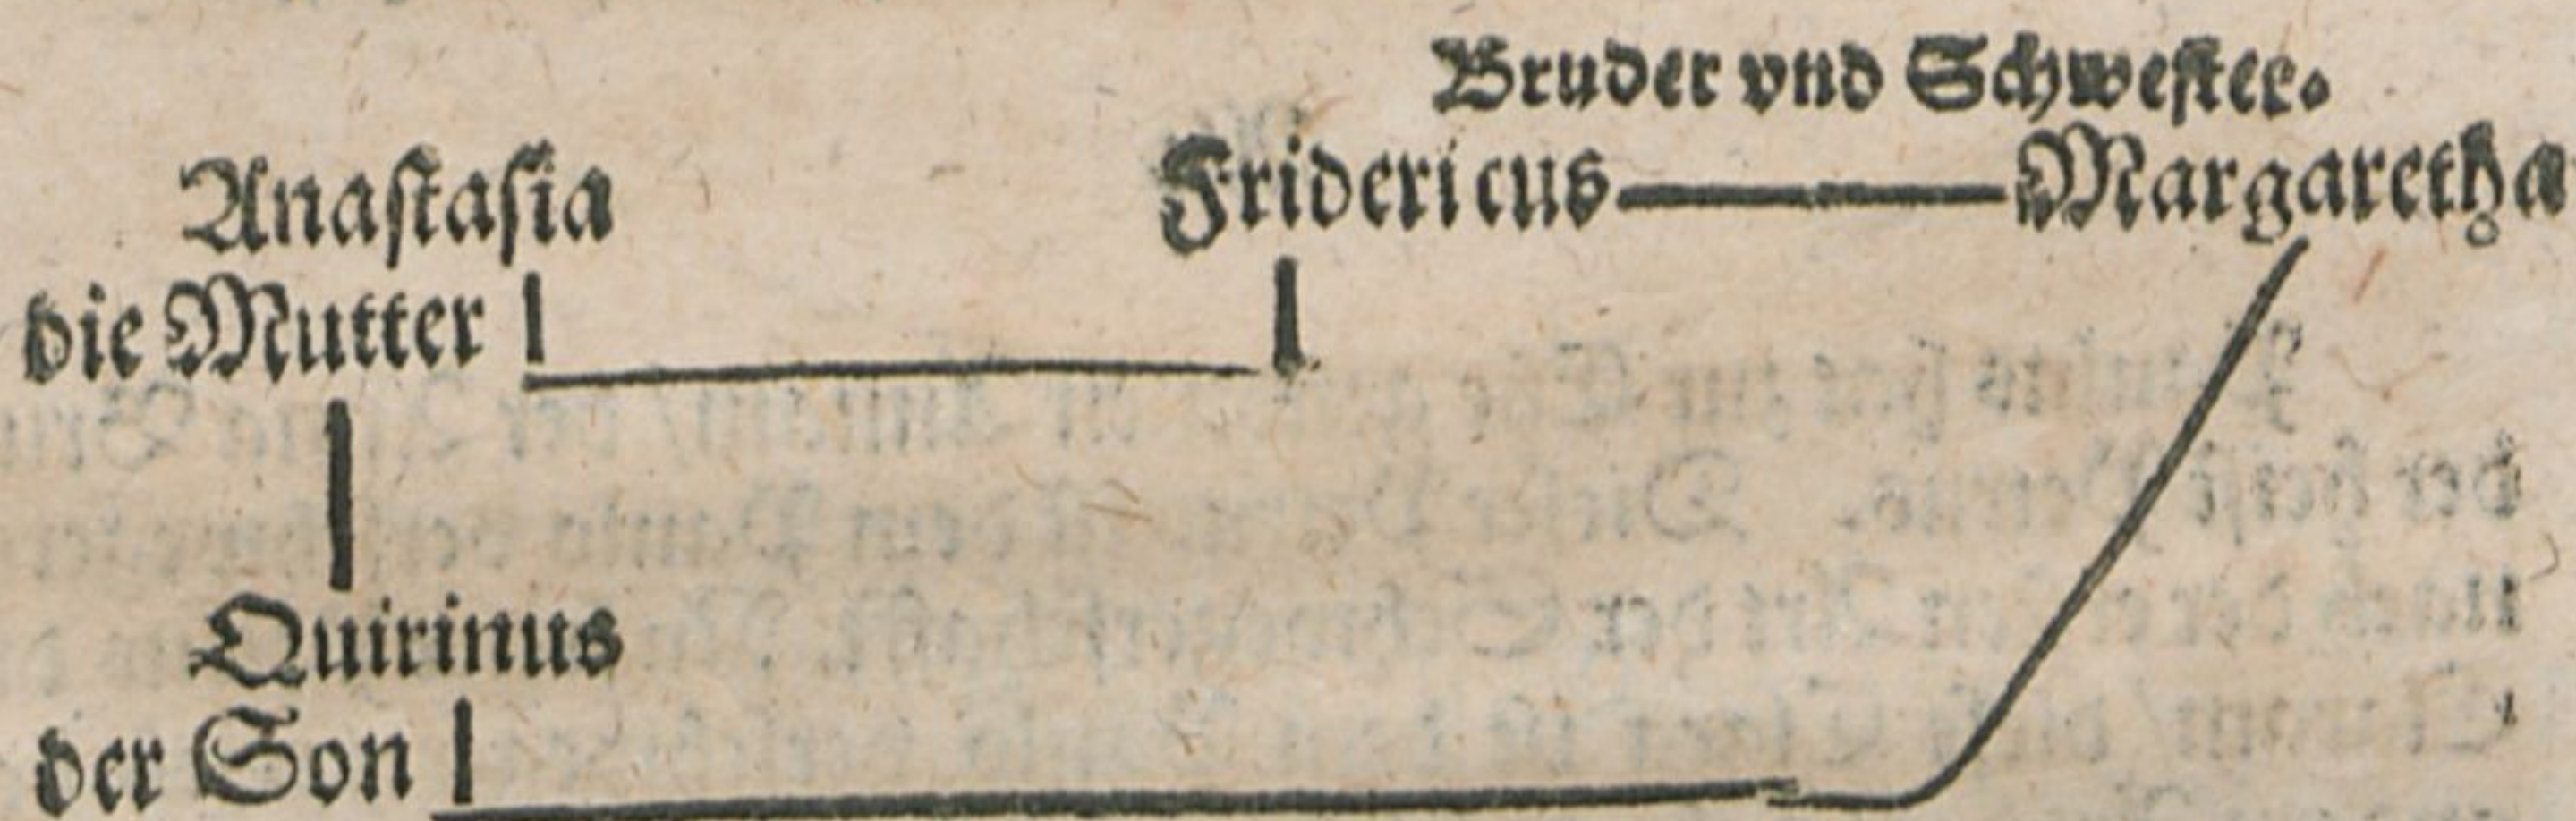 Bruder vnd Schwester.
Anastasia Fridericus Margaretha
die Mutter
Quirinus
der Son